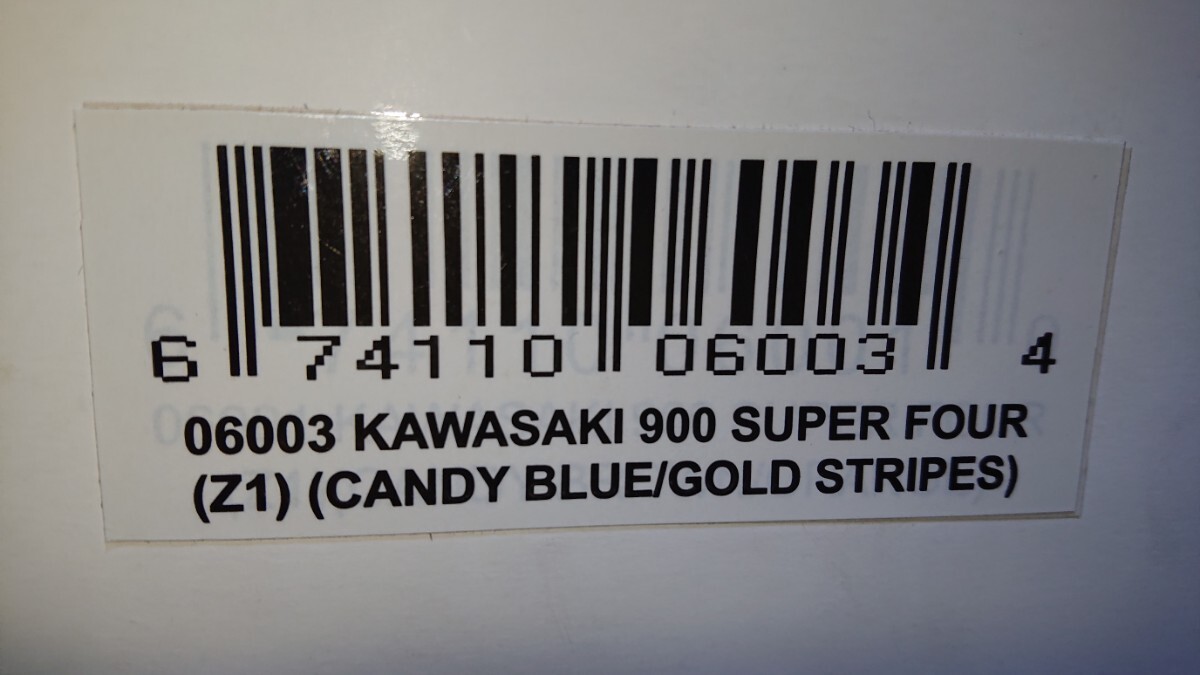 6 74110 06003 4
06003 KAWASAKI 900 SUPER FOUR
(Z1) (CANDY BLUE/GOLD STRIPES)